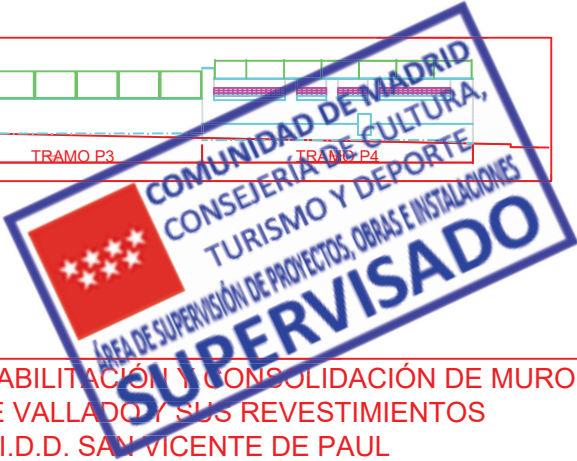 TRAMO P3
TRAMO P4
COMUNIDAD DE MADRID
CONSEJERÍA DE CULTURA,
TURISMO Y DEPORTE
ÁREA DE SUPERVISIÓN DE PROYECTOS, OBRAS E INSTALACIONES
SUPERVISADO
ABILITACIÓN Y CONSOLIDACIÓN DE MURO
E VALLADO Y SUS REVESTIMIENTOS
I.D.D. SAN VICENTE DE PAUL